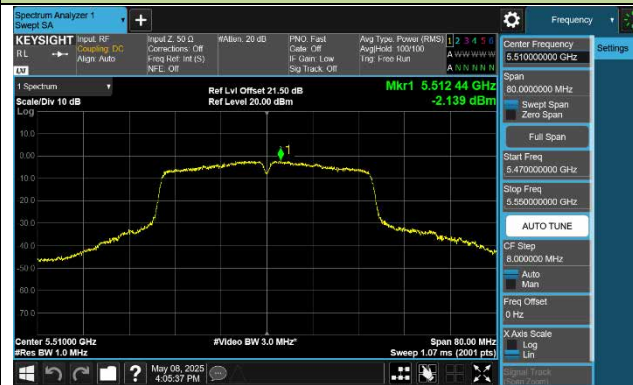 Spectrum Analyzer 1
Swept SA
+
Frequency
KEYSIGHT
RL
LXI
Input: RF
Coupling: DC
Align: Auto
Input Z: 50 Ω
Corrections: Off
Freq Ref: Int (S)
NFE: Off
#Atten: 20 dB
PNO: Fast
Gate: Off
IF Gain: Low
Sig Track: Off
Avg Type: Power (RMS)
Avg|Hold: 100/100
Trig: Free Run
1 2 3 4 5 6
A W W W W W
A N N N N N
1 Spectrum
Scale/Div 10 dB
Log
Ref Lvl Offset 21.50 dB
Ref Level 20.00 dBm
Mkr1 5.512 44 GHz
-2.139 dBm
10.0
0.00
10.0
20.0
30.0
40.0
50.0
60.0
70.0
1
Center 5.51000 GHz
#Res BW 1.0 MHz
#Video BW 3.0 MHz*
Span 80.00 MHz
Sweep 1.07 ms (2001 pts)
May 08, 2025
4:05:37 PM
?
Center Frequency
5.510000000 GHz
Settings
Span
80.0000000 MHz
Swept Span
Zero Span
Full Span
Start Freq
5.470000000 GHz
Stop Freq
5.550000000 GHz
AUTO TUNE
CF Step
8.000000 MHz
Auto
Man
Freq Offset
0 Hz
X Axis Scale
Log
Lin
Signal Track
(Span Zoom)